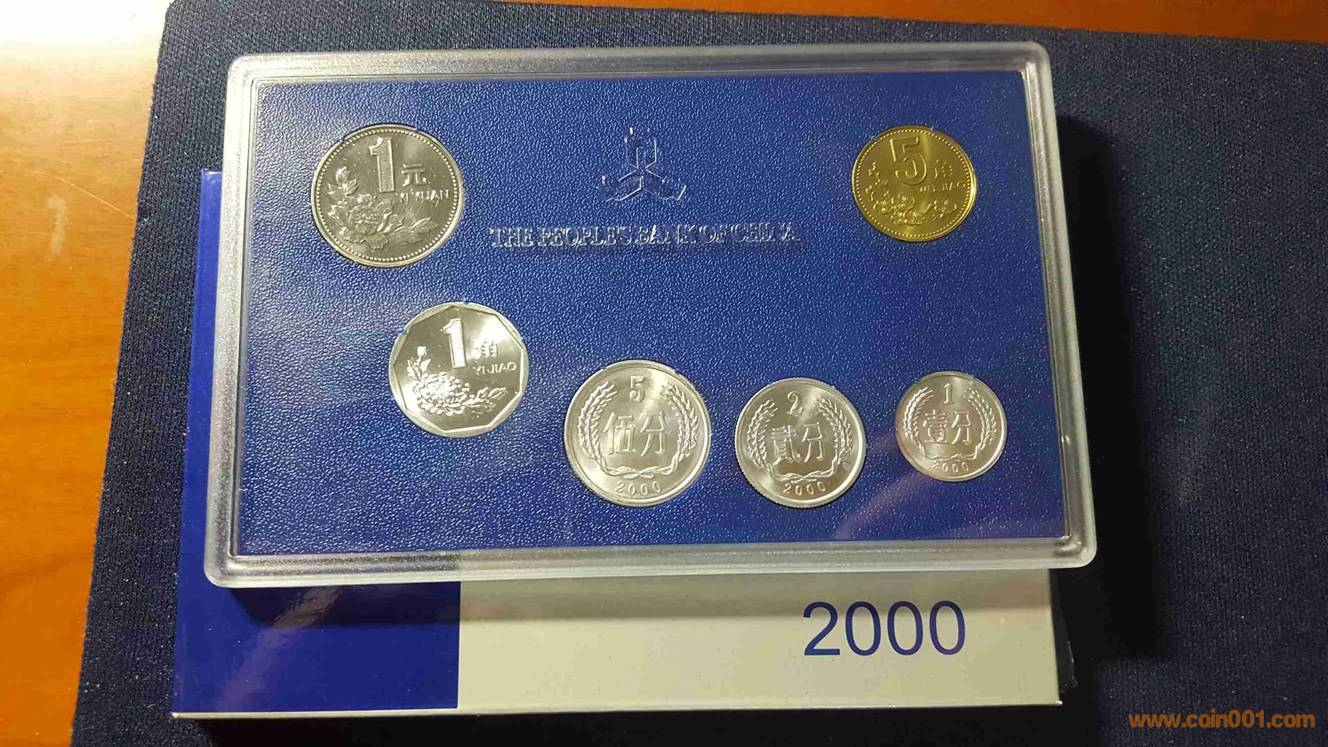 1元
YI YUAN
5角
WU JIAO
THE PEOPLE'S BANK OF CHINA
1角
YI JIAO
5
伍分
2000
2
贰分
2000
1
壹分
2000
2000
www.coin001.com